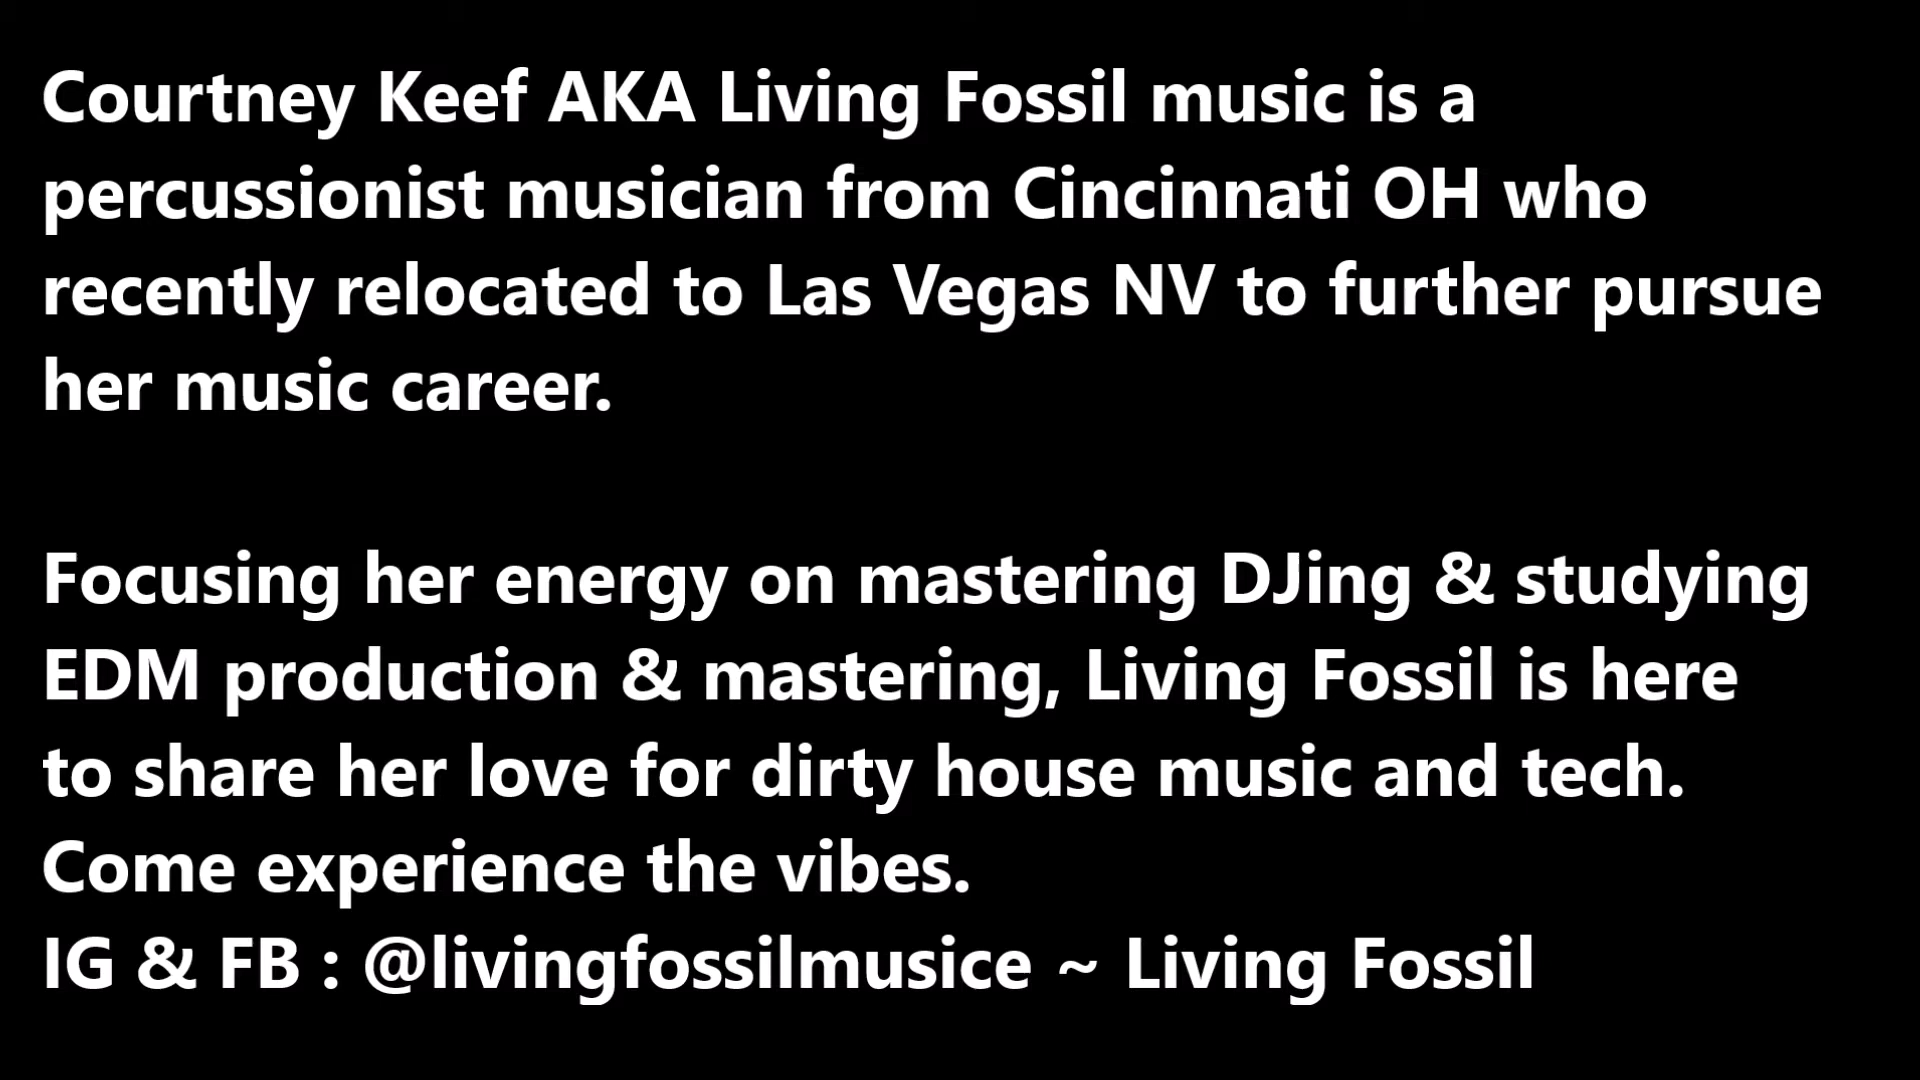 Courtney Keef AKA Living Fossil music is a
percussionist musician from Cincinnati OH who
recently relocated to Las Vegas NV to further pursue
her music career.
Focusing her energy on mastering DJing & studying
EDM production & mastering, Living Fossil is here
to share her love for dirty house music and tech.
Come experience the vibes.
IG & FB : @livingfossilmusice ~ Living Fossil